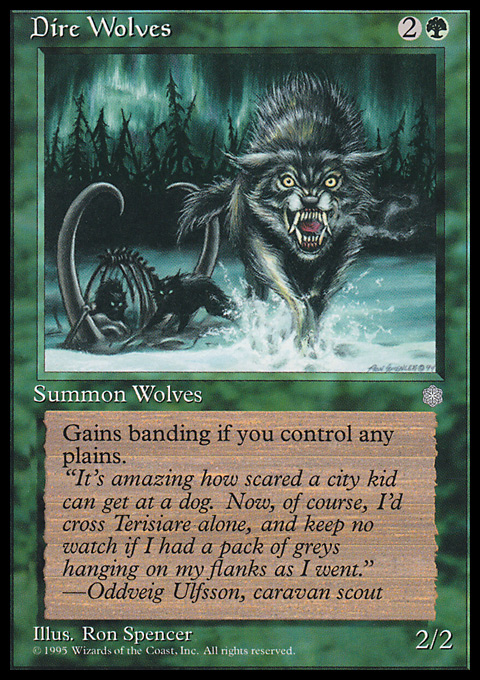 Dire Wolves
2
Summon Wolves
Gains banding if you control any
plains.
“It’s amazing how scared a city kid
can get at a dog. Now, of course, I’d
cross Terisiare alone, and keep no
watch if I had a pack of greys
hanging on my flanks as I went.”
—Oddveig Ulfsson, caravan scout
Illus. Ron Spencer
2/2
© 1995 Wizards of the Coast, Inc. All rights reserved.